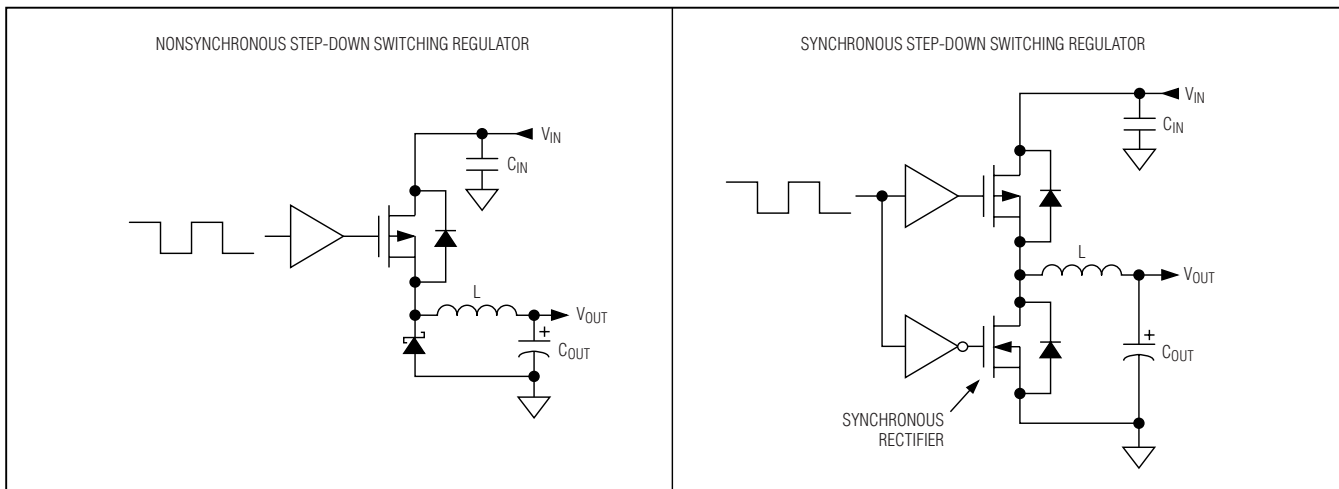 NONSYNCHRONOUS STEP-DOWN SWITCHING REGULATOR
VIN
CIN
L
VOUT
+
COUT
SYNCHRONOUS STEP-DOWN SWITCHING REGULATOR
VIN
CIN
L
VOUT
+
COUT
SYNCHRONOUS
RECTIFIER